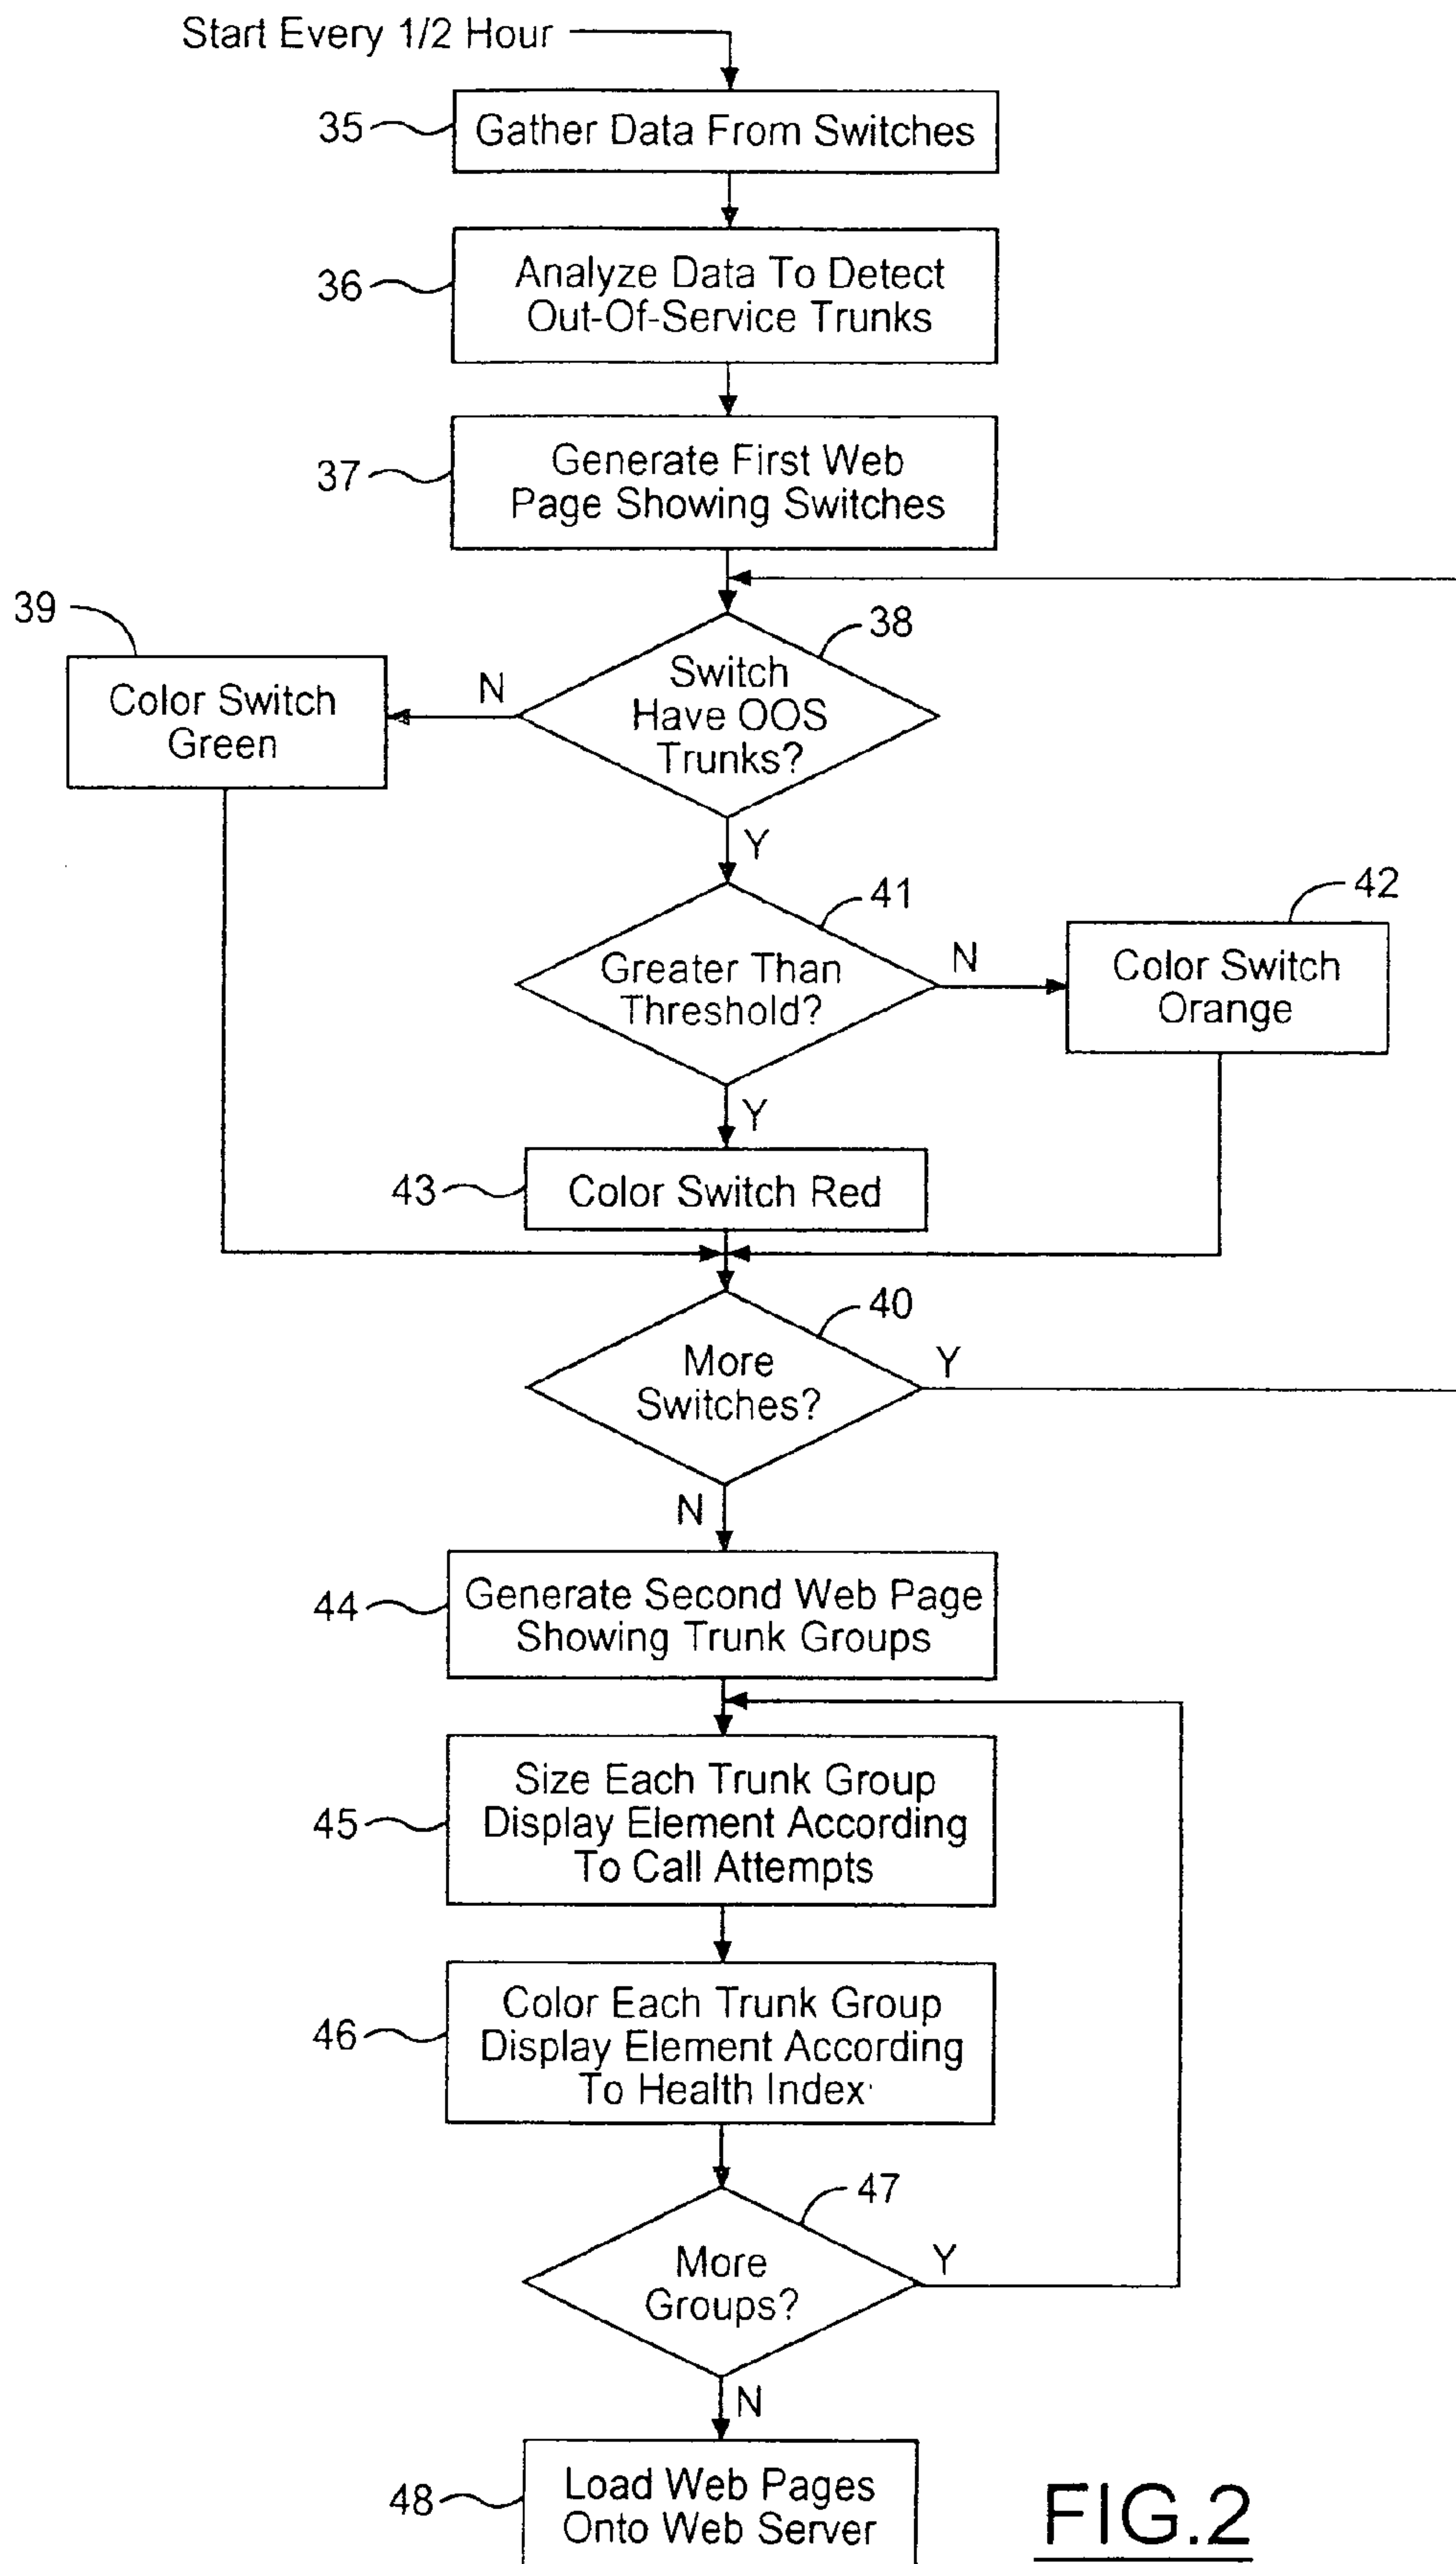 Start Every 1/2 Hour
35
Gather Data From Switches
36
Analyze Data To Detect
Out-Of-Service Trunks
37
Generate First Web
Page Showing Switches
39
38
Color Switch
Green
N
Switch
Have OOS
Trunks?
Y
41
42
Greater Than
Threshold?
N
Color Switch
Orange
Y
43
Color Switch Red
40
More
Switches?
Y
N
44
Generate Second Web Page
Showing Trunk Groups
45
Size Each Trunk Group
Display Element According
To Call Attempts
46
Color Each Trunk Group
Display Element According
To Health Index
47
More
Groups?
Y
N
48
Load Web Pages
Onto Web Server
FIG.2